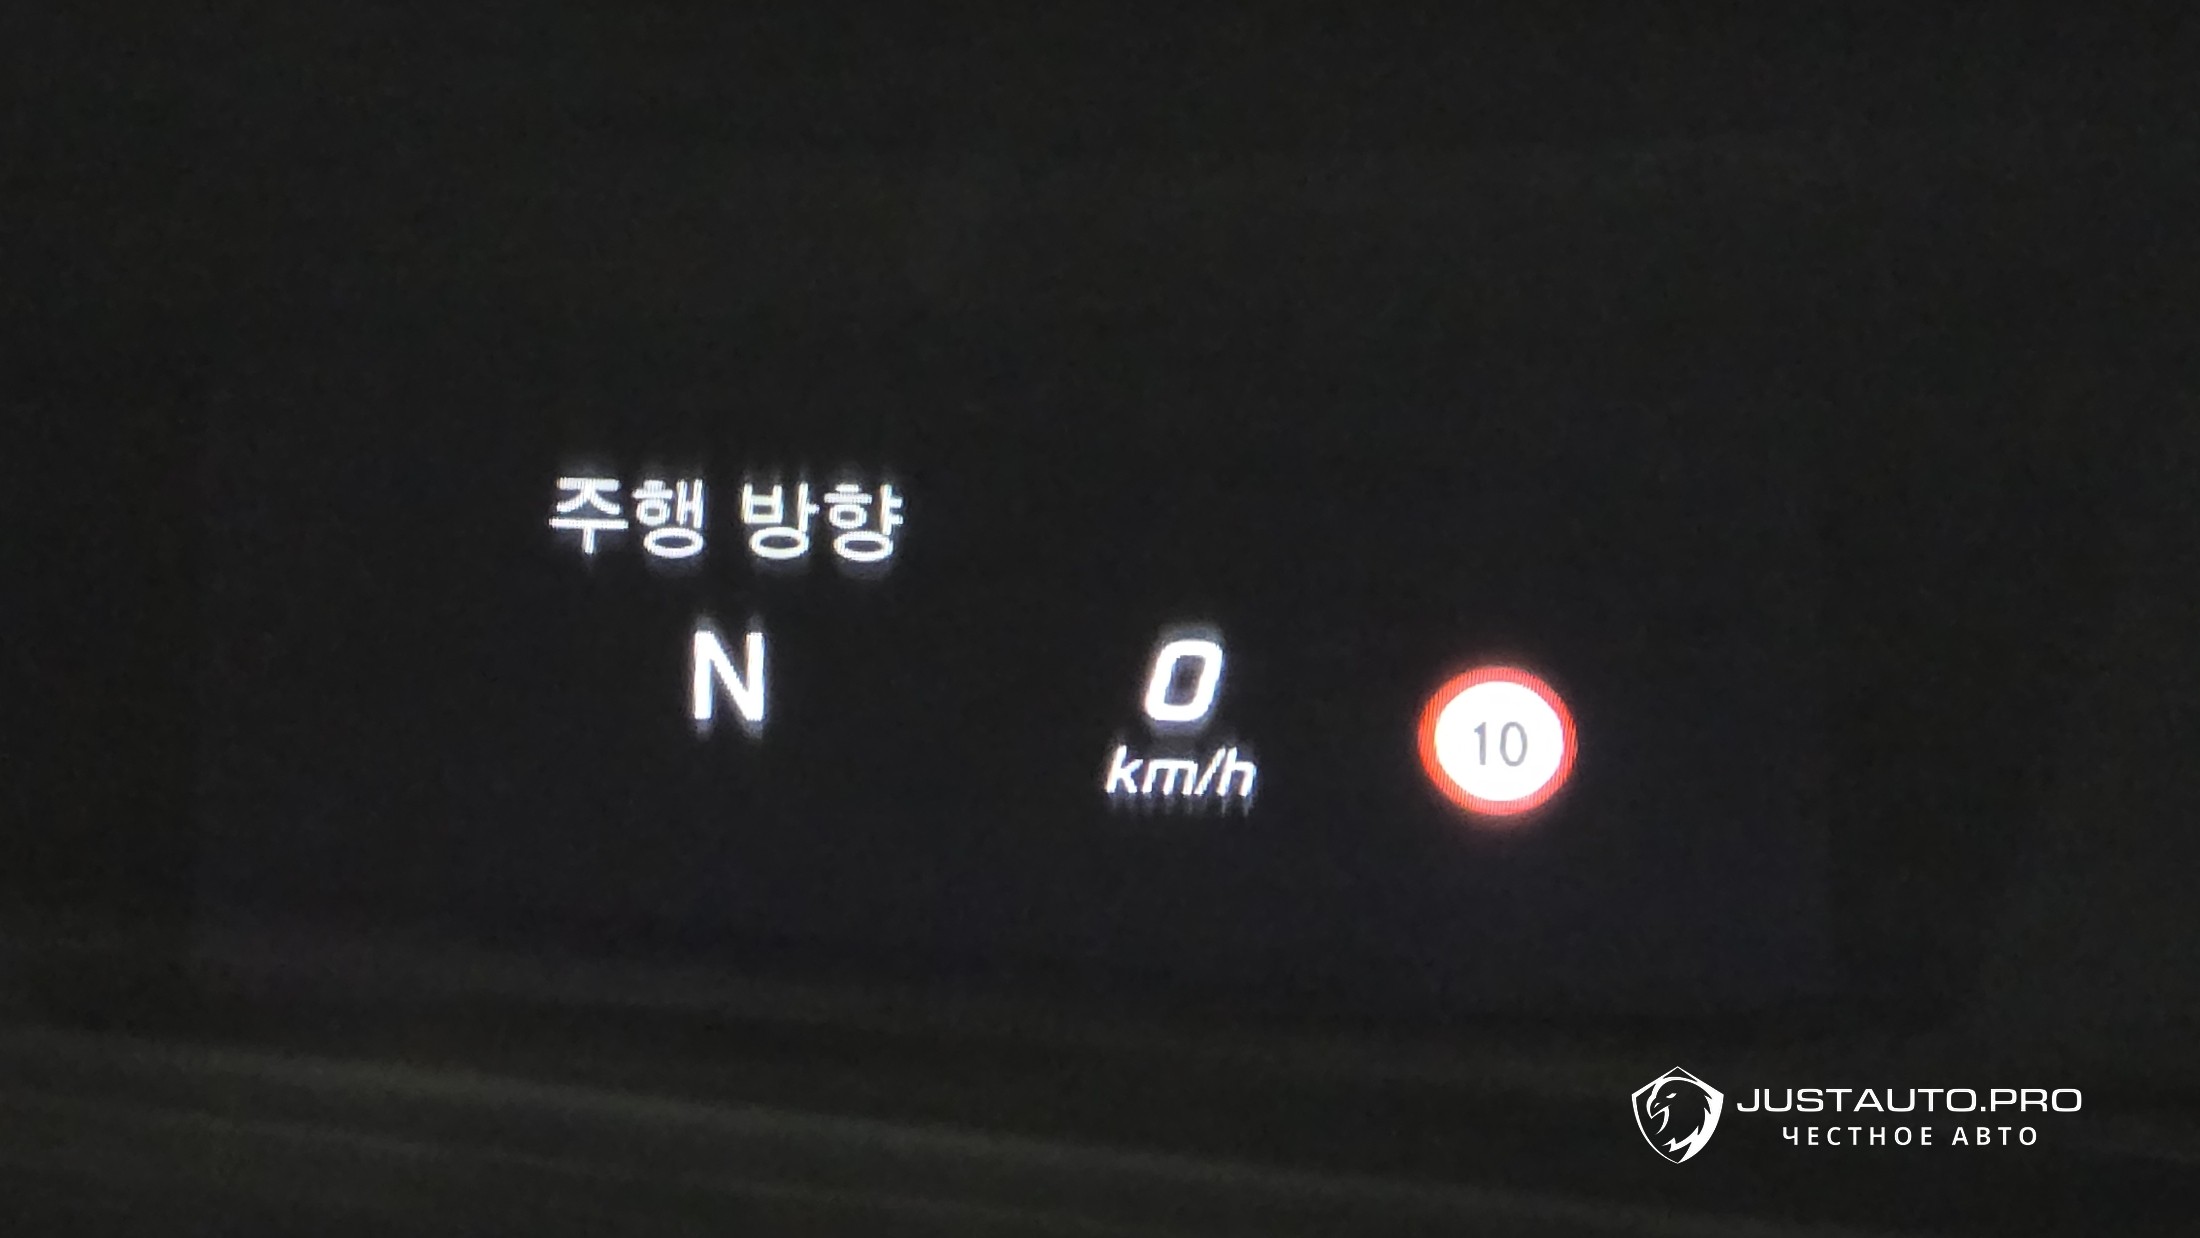 주행 방향
N
0
km/h
10
JUSTAUTO.PRO
ЧЕСТНОЕ АВТО